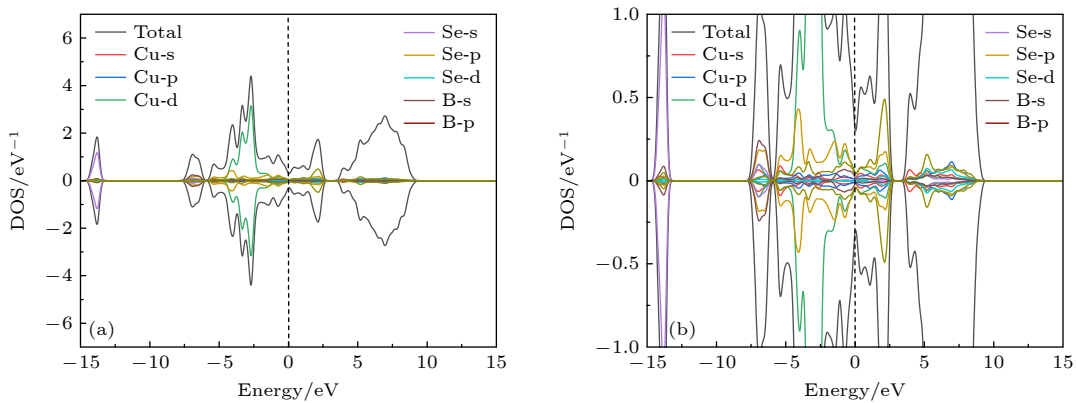 6
4
2
0
−2
−4
−6
DOS/eV−1
Total
Cu-s
Cu-p
Cu-d
Se-s
Se-p
Se-d
B-s
B-p
(a)
−15
−10
−5
0
5
10
15
Energy/eV
1.0
0.5
0
−0.5
−1.0
DOS/eV−1
Total
Cu-s
Cu-p
Cu-d
Se-s
Se-p
Se-d
B-s
B-p
(b)
−15
−10
−5
0
5
10
15
Energy/eV